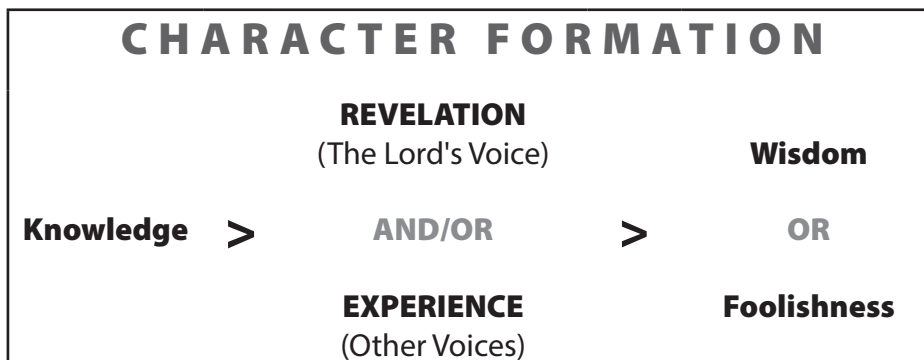 CHARACTER FORMATION
REVELATION
(The Lord's Voice)
Wisdom
Knowledge > AND/OR > OR
EXPERIENCE
Foolishness
(Other Voices)